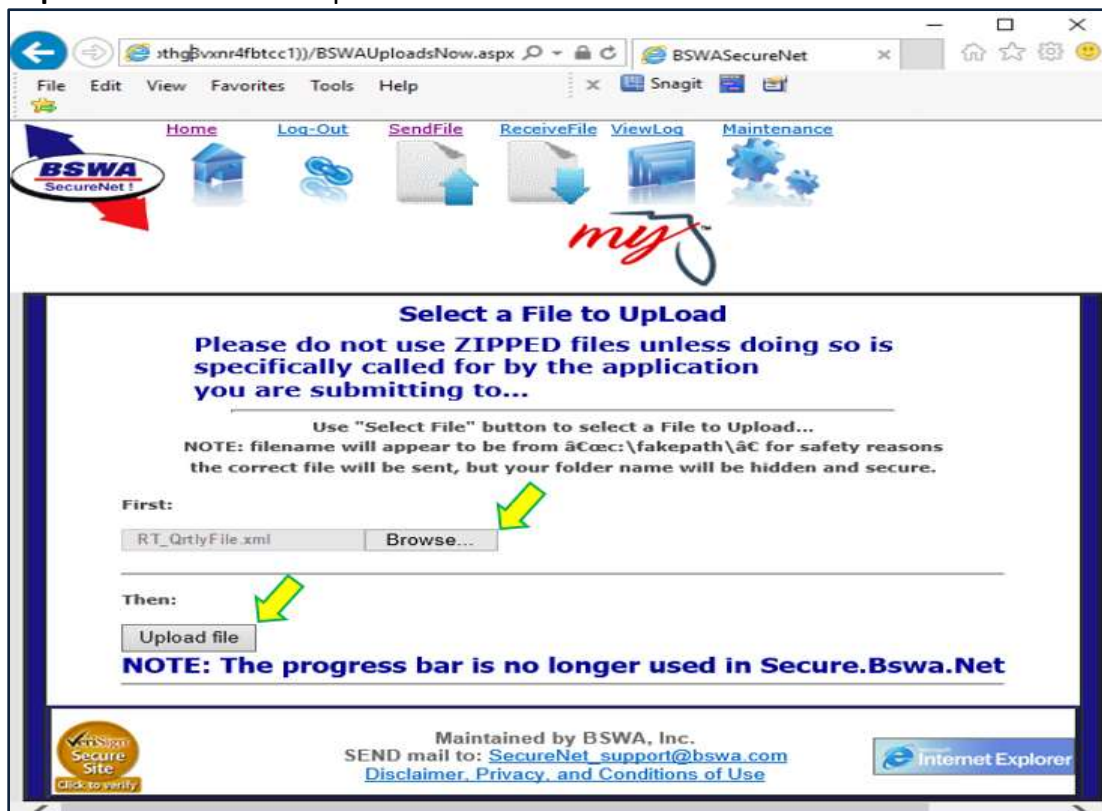 xthgβvxnr4fbtcc1))/BSWAUploadsNow.aspx BSWASecureNet
File Edit View Favorites Tools Help Snagit
Home Log-Out SendFile ReceiveFile ViewLog Maintenance
BSWA
SecureNet !
my
Select a File to UpLoad
Please do not use ZIPPED files unless doing so is
specifically called for by the application
you are submitting to...
Use "Select File" button to select a File to Upload...
NOTE: filename will appear to be from â€œc:\fakepath\â€ for safety reasons
the correct file will be sent, but your folder name will be hidden and secure.
First:
RT_QrtlyFile.xml Browse...
Then:
Upload file
NOTE: The progress bar is no longer used in Secure.Bswa.Net
VeriSign
Secure
Site
Click to verify
Maintained by BSWA, Inc.
SEND mail to: SecureNet_support@bswa.com
Disclaimer, Privacy, and Conditions of Use
Internet Explorer